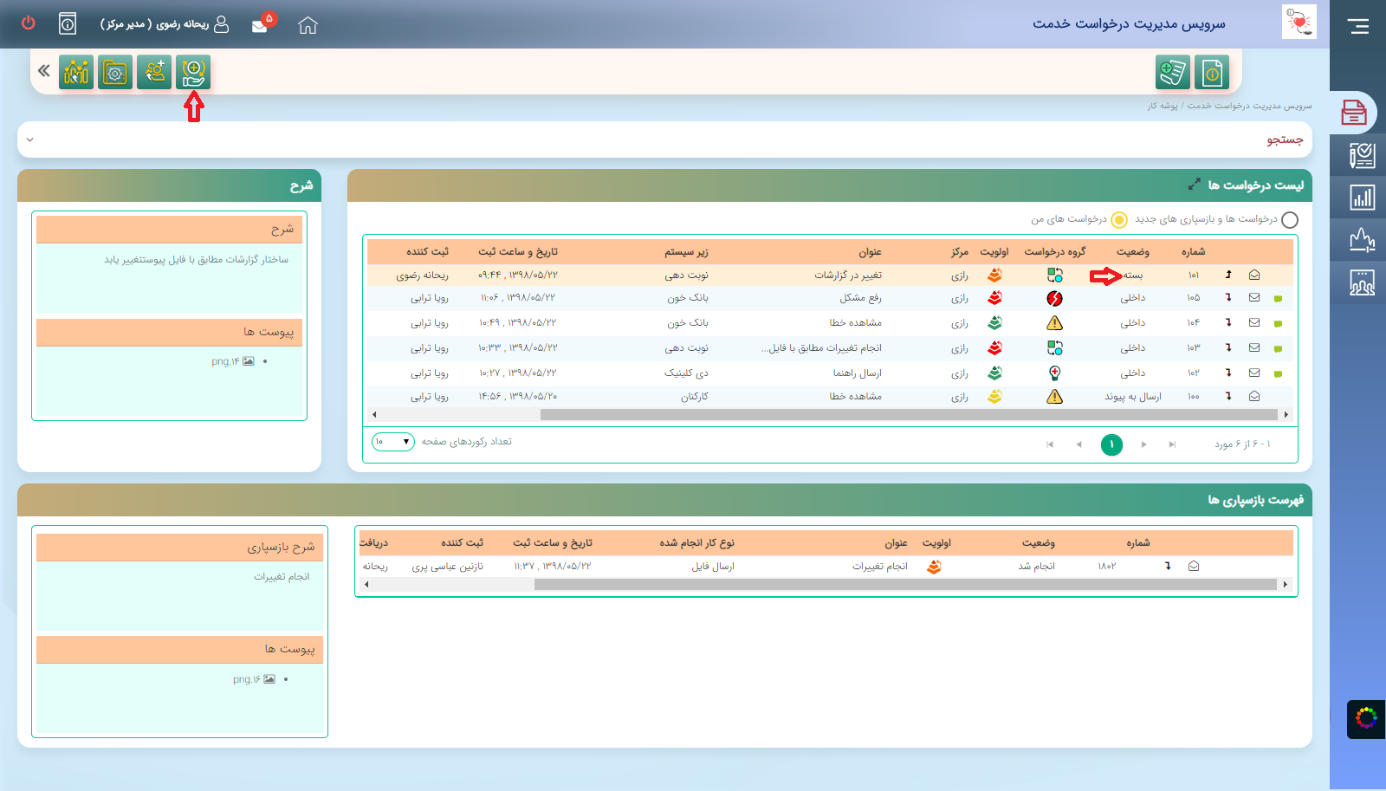 سرویس مدیریت درخواست خدمت
۵
ریحانه رضوی ( مدیر مرکز )
سرویس مدیریت درخواست خدمت / پوشه کار
جستجو
لیست درخواست ها
درخواست ها و بازسپاری های جدید درخواست های من
شماره وضعیت گروه درخواست اولویت مرکز عنوان زیر سیستم تاریخ و ساعت ثبت ثبت کننده
۱۰۱ بسته رازی تغییر در گزارشات نوبت دهی ۱۳۹۸/۰۵/۲۲ , ۰۹:۴۴ ریحانه رضوی
۱۰۵ داخلی رازی رفع مشکل بانک خون ۱۳۹۸/۰۵/۲۲ , ۱۱:۰۶ رویا ترابی
۱۰۴ داخلی رازی مشاهده خطا بانک خون ۱۳۹۸/۰۵/۲۲ , ۱۰:۴۹ رویا ترابی
۱۰۳ داخلی رازی انجام تغییرات مطابق با فایل... نوبت دهی ۱۳۹۸/۰۵/۲۲ , ۱۰:۳۳ رویا ترابی
۱۰۲ داخلی رازی ارسال راهنما دی کلینیک ۱۳۹۸/۰۵/۲۲ , ۱۰:۲۷ رویا ترابی
۱۰۰ ارسال به پیوند رازی مشاهده خطا کارکنان ۱۳۹۸/۰۵/۲۰ , ۱۴:۵۶ رویا ترابی
۱ - ۶ از ۶ مورد
۱
تعداد رکوردهای صفحه ۱۰
شرح
شرح
ساختار گزارشات مطابق با فایل پیوستتغییر یابد
پیوست ها
۱۴.png
فهرست بازسپاری ها
شماره وضعیت اولویت عنوان نوع کار انجام شده تاریخ و ساعت ثبت ثبت کننده دریافت
۱۸۰۲ انجام شد انجام تغییرات ارسال فایل ۱۳۹۸/۰۵/۲۲ , ۱۱:۳۷ نازنین عباسی پری ریحانه
شرح بازسپاری
انجام تغییرات
پیوست ها
۱۶.png